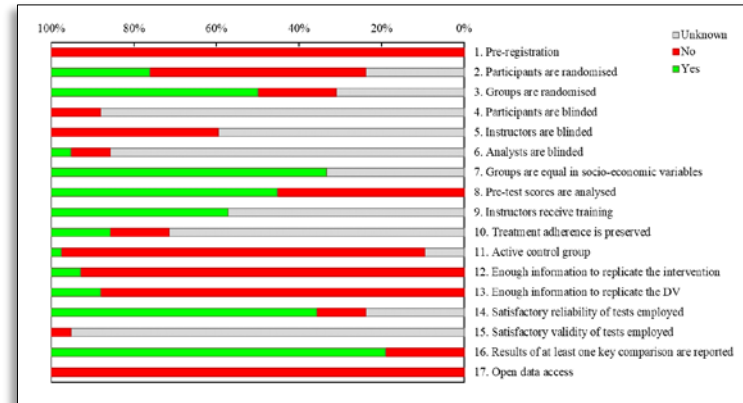 100% 80% 60% 40% 20% 0%
Unknown
No
Yes
1. Pre-registration
2. Participants are randomised
3. Groups are randomised
4. Participants are blinded
5. Instructors are blinded
6. Analysts are blinded
7. Groups are equal in socio-economic variables
8. Pre-test scores are analysed
9. Instructors receive training
10. Treatment adherence is preserved
11. Active control group
12. Enough information to replicate the intervention
13. Enough information to replicate the DV
14. Satisfactory reliability of tests employed
15. Satisfactory validity of tests employed
16. Results of at least one key comparison are reported
17. Open data access